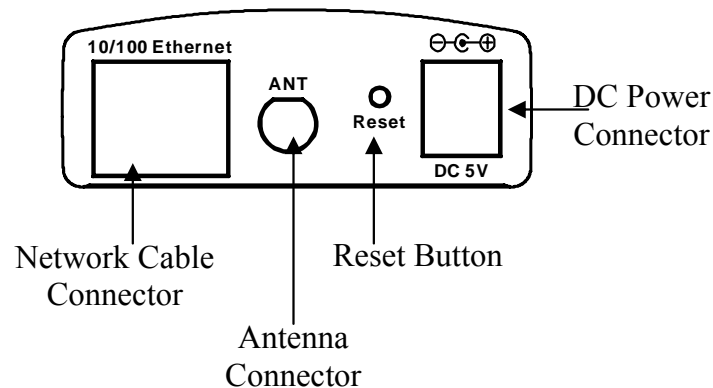 10/100 Ethernet
ANT
Reset
DC 5V
DC Power
Connector
Network Cable
Connector
Reset Button
Antenna
Connector